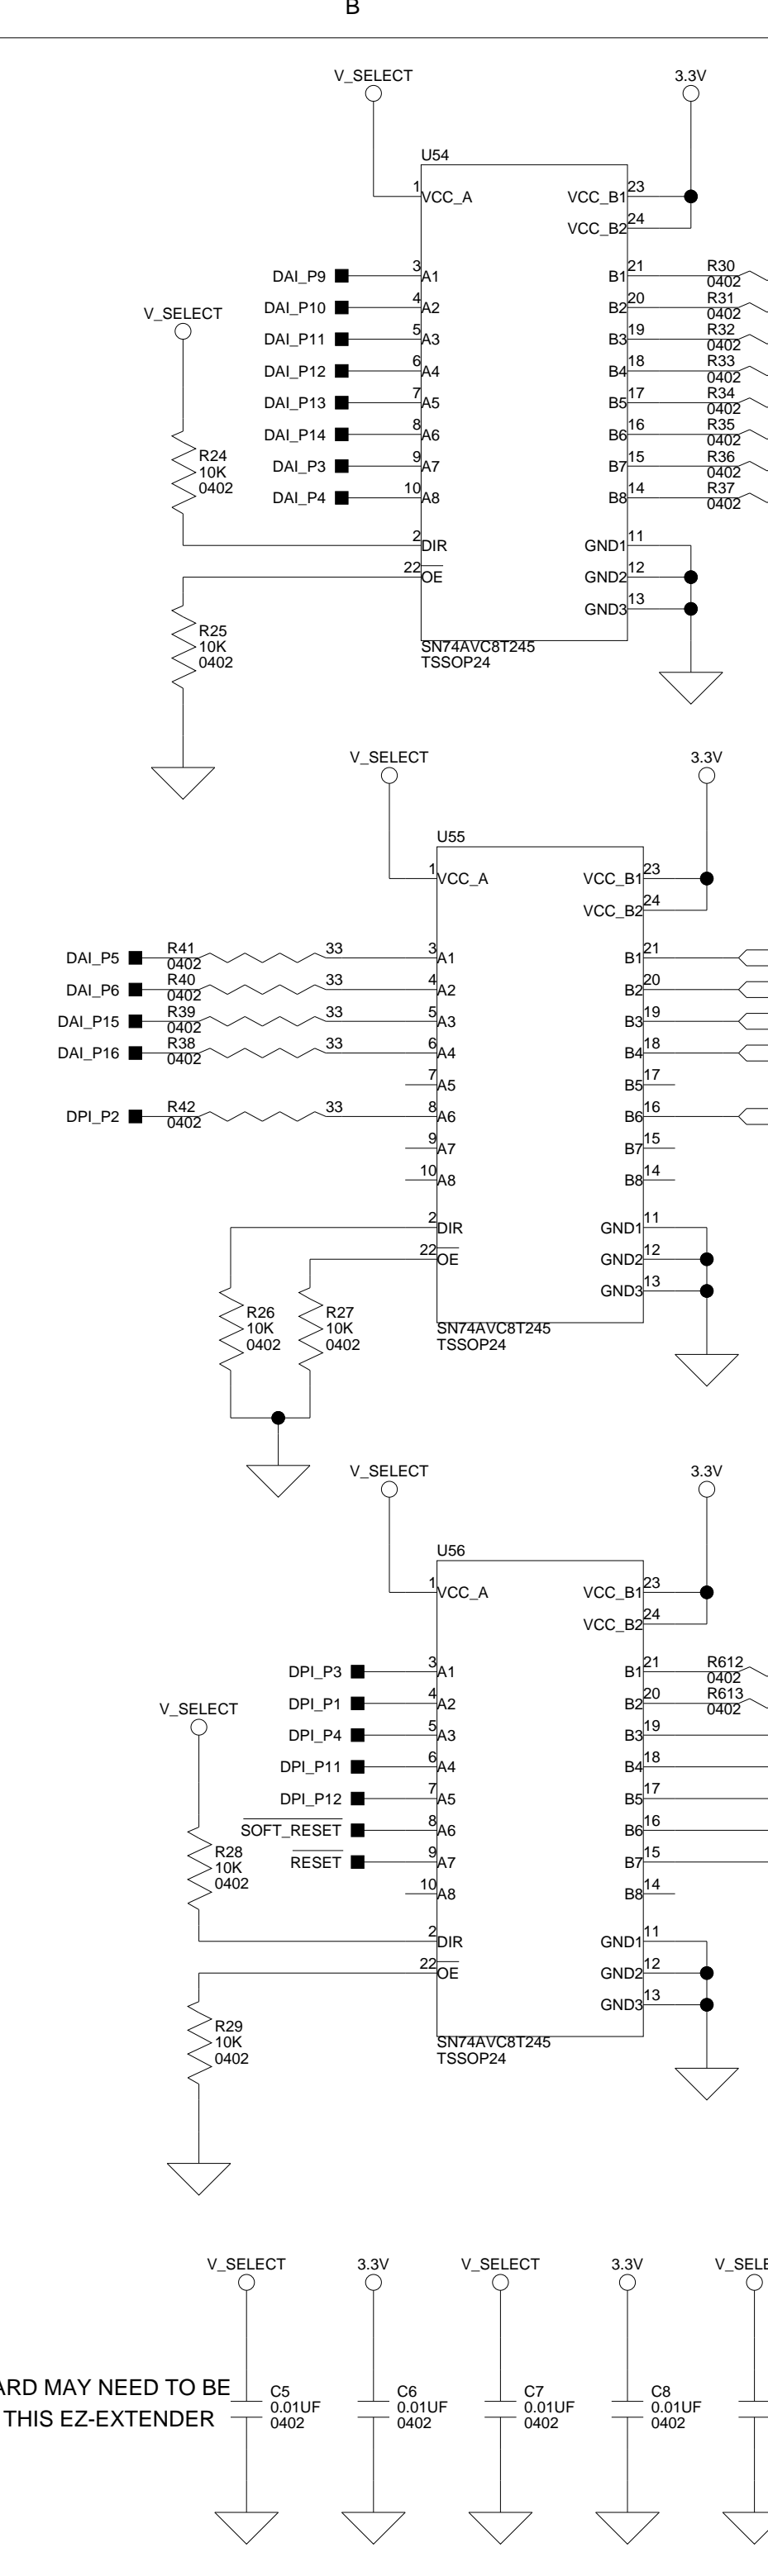 B
V_SELECT
3.3V
U54
1
VCC_A
VCC_B1
23
VCC_B2
24
DAI_P9
3
A1
B1
21
R30
0402
DAI_P10
4
A2
B2
20
R31
0402
DAI_P11
5
A3
B3
19
R32
0402
DAI_P12
6
A4
B4
18
R33
0402
DAI_P13
7
A5
B5
17
R34
0402
DAI_P14
8
A6
B6
16
R35
0402
DAI_P3
9
A7
B7
15
R36
0402
DAI_P4
10
A8
B8
14
R37
0402
V_SELECT
R24
10K
0402
2
DIR
GND1
11
22
OE
GND2
12
GND3
13
R25
10K
0402
SN74AVC8T245
TSSOP24
V_SELECT
3.3V
U55
1
VCC_A
VCC_B1
23
VCC_B2
24
DAI_P5
R41
0402
33
3
A1
B1
21
DAI_P6
R40
0402
33
4
A2
B2
20
DAI_P15
R39
0402
33
5
A3
B3
19
DAI_P16
R38
0402
33
6
A4
B4
18
7
A5
B5
17
DPI_P2
R42
0402
33
8
A6
B6
16
9
A7
B7
15
10
A8
B8
14
2
DIR
GND1
11
22
OE
GND2
12
GND3
13
R26
10K
0402
R27
10K
0402
SN74AVC8T245
TSSOP24
V_SELECT
3.3V
U56
1
VCC_A
VCC_B1
23
VCC_B2
24
DPI_P3
3
A1
B1
21
R612
0402
DPI_P1
4
A2
B2
20
R613
0402
DPI_P4
5
A3
B3
19
DPI_P11
6
A4
B4
18
DPI_P12
7
A5
B5
17
SOFT_RESET
8
A6
B6
16
RESET
9
A7
B7
15
10
A8
B8
14
V_SELECT
R28
10K
0402
2
DIR
GND1
11
22
OE
GND2
12
GND3
13
R29
10K
0402
SN74AVC8T245
TSSOP24
V_SELECT
3.3V
V_SELECT
3.3V
V_SELE
ARD MAY NEED TO BE
THIS EZ-EXTENDER
C5
0.01UF
0402
C6
0.01UF
0402
C7
0.01UF
0402
C8
0.01UF
0402